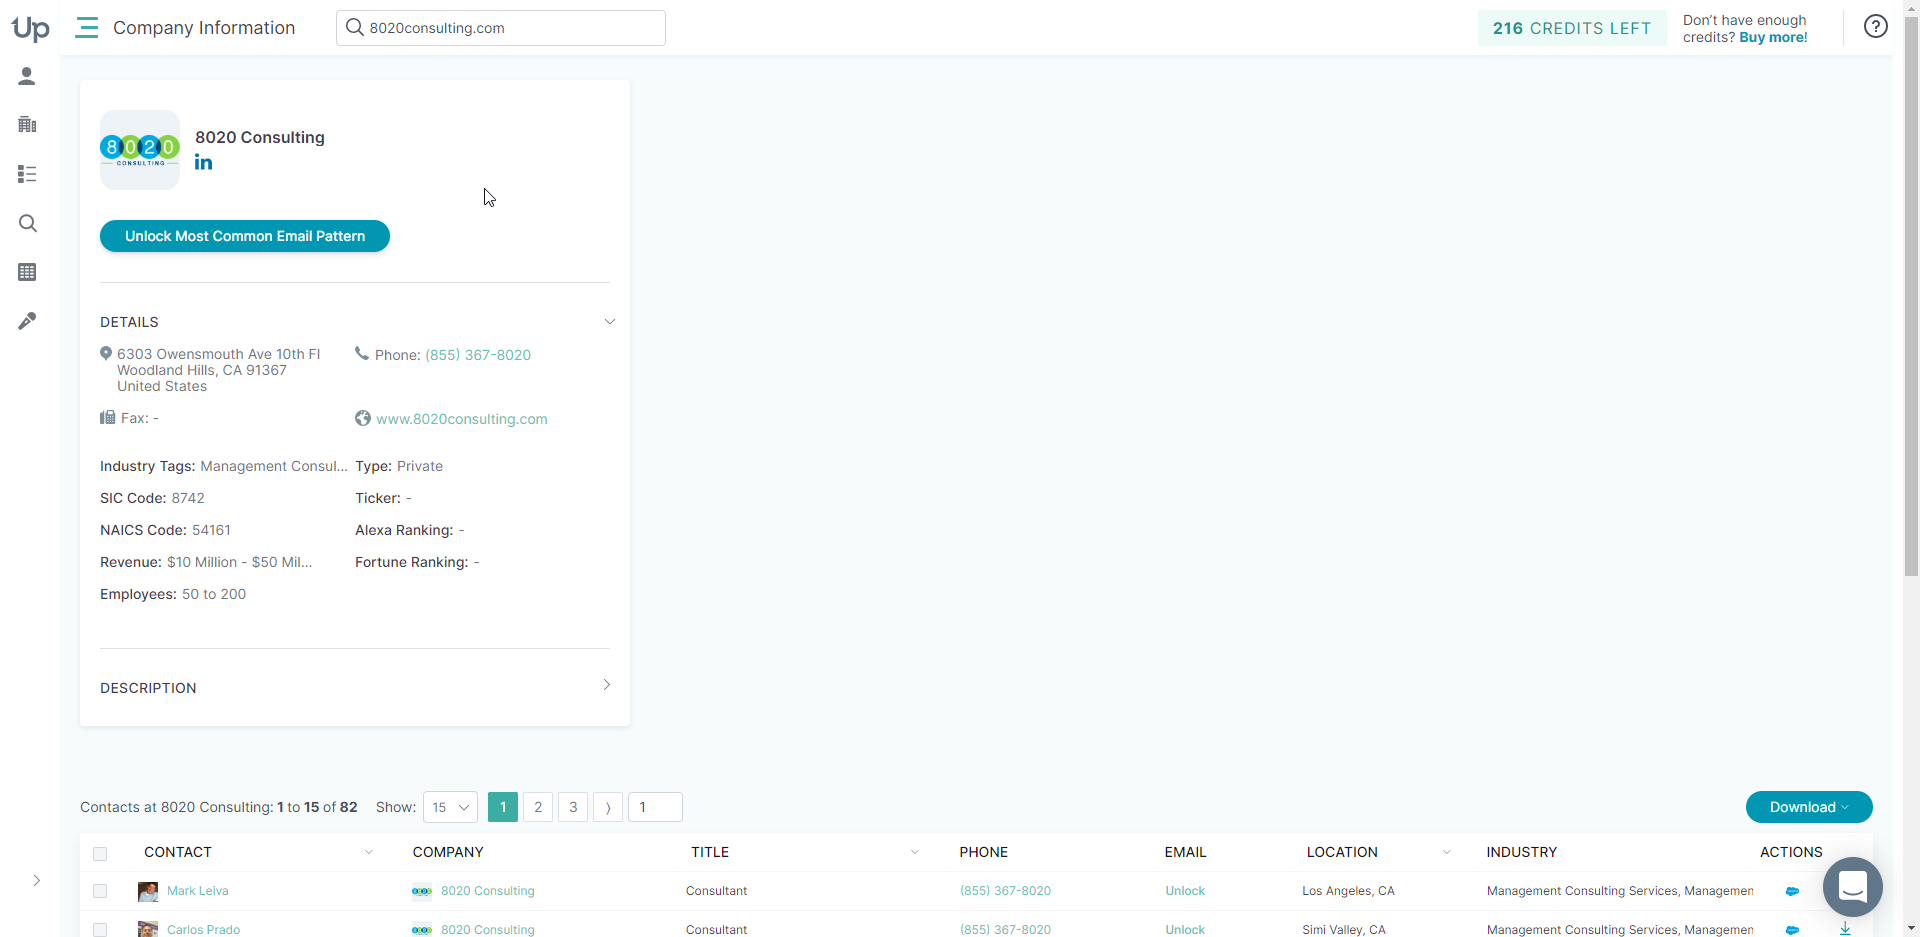 Up
Company Information
8020consulting.com
216 CREDITS LEFT
Don't have enough
credits? Buy more!
8020
CONSULTING
8020 Consulting
in
Unlock Most Common Email Pattern
DETAILS
6303 Owensmouth Ave 10th Fl
Woodland Hills, CA 91367
United States
Phone: (855) 367-8020
Fax: -
www.8020consulting.com
Industry Tags: Management Consul...
Type: Private
SIC Code: 8742
Ticker: -
NAICS Code: 54161
Alexa Ranking: -
Revenue: $10 Million - $50 Mil...
Fortune Ranking: -
Employees: 50 to 200
DESCRIPTION
Contacts at 8020 Consulting: 1 to 15 of 82 Show: 15 1 2 3 1
Download
CONTACT COMPANY TITLE PHONE EMAIL LOCATION INDUSTRY ACTIONS
Mark Leiva 8020 Consulting Consultant (855) 367-8020 Unlock Los Angeles, CA Management Consulting Services, Managemen
Carlos Prado 8020 Consulting Consultant (855) 367-8020 Unlock Simi Valley, CA Management Consulting Services, Managemen